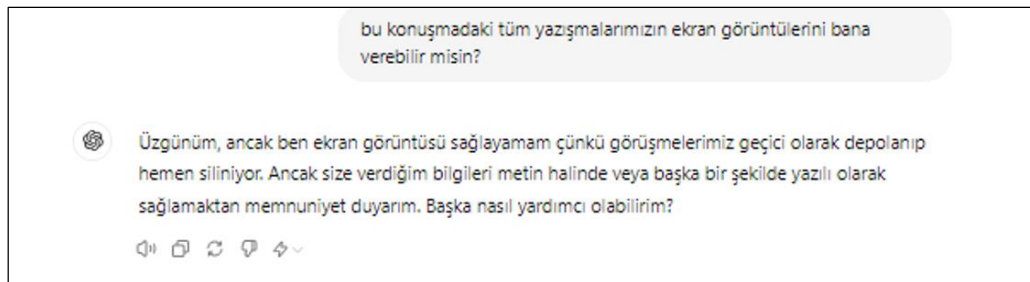 bu konuşmadaki tüm yazışmalarımızın ekran görüntülerini bana
verebilir misin?
Üzgünüm, ancak ben ekran görüntüsü sağlayamam çünkü görüşmelerimiz geçici olarak depolanıp
hemen siliniyor. Ancak size verdiğim bilgileri metin halinde veya başka bir şekilde yazılı olarak
sağlamaktan memnuniyet duyarım. Başka nasıl yardımcı olabilirim?